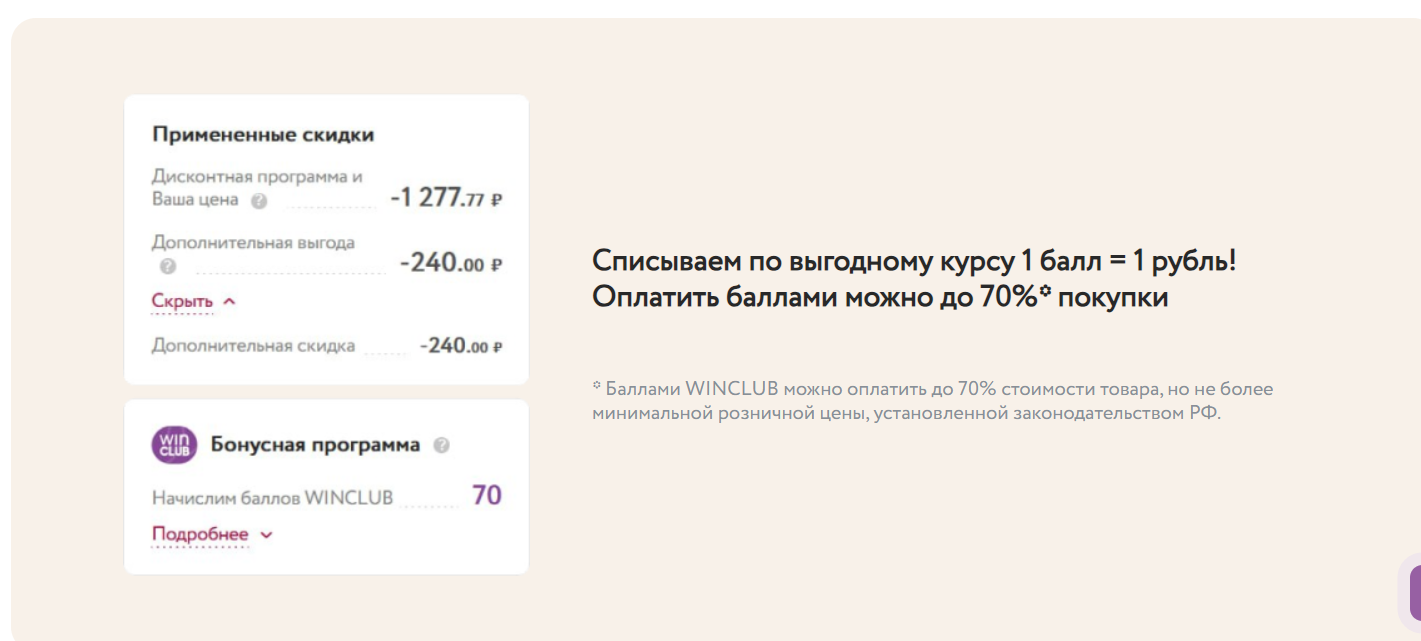 Примененные скидки
Дисконтная программа и
Ваша цена ? -1 277.77 ₽
Дополнительная выгода
? -240.00 ₽
Скрыть
Дополнительная скидка -240.00 ₽
WIN
CLUB
Бонусная программа ?
Начислим баллов WINCLUB 70
Подробнее
Списываем по выгодному курсу 1 балл = 1 рубль!
Оплатить баллами можно до 70%* покупки
* Баллами WINCLUB можно оплатить до 70% стоимости товара, но не более
минимальной розничной цены, установленной законодательством РФ.